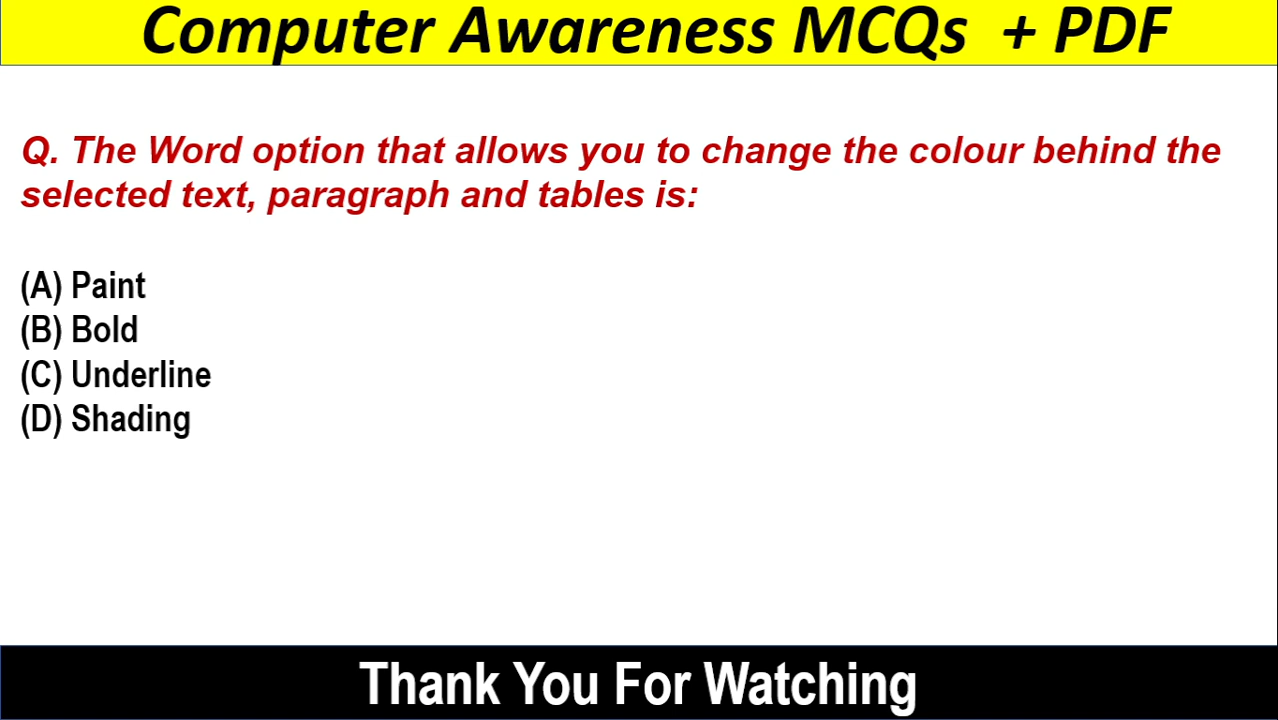 Computer Awareness MCQs + PDF
Q. The Word option that allows you to change the colour behind the
selected text, paragraph and tables is:
(A) Paint
(B) Bold
(C) Underline
(D) Shading
Thank You For Watching